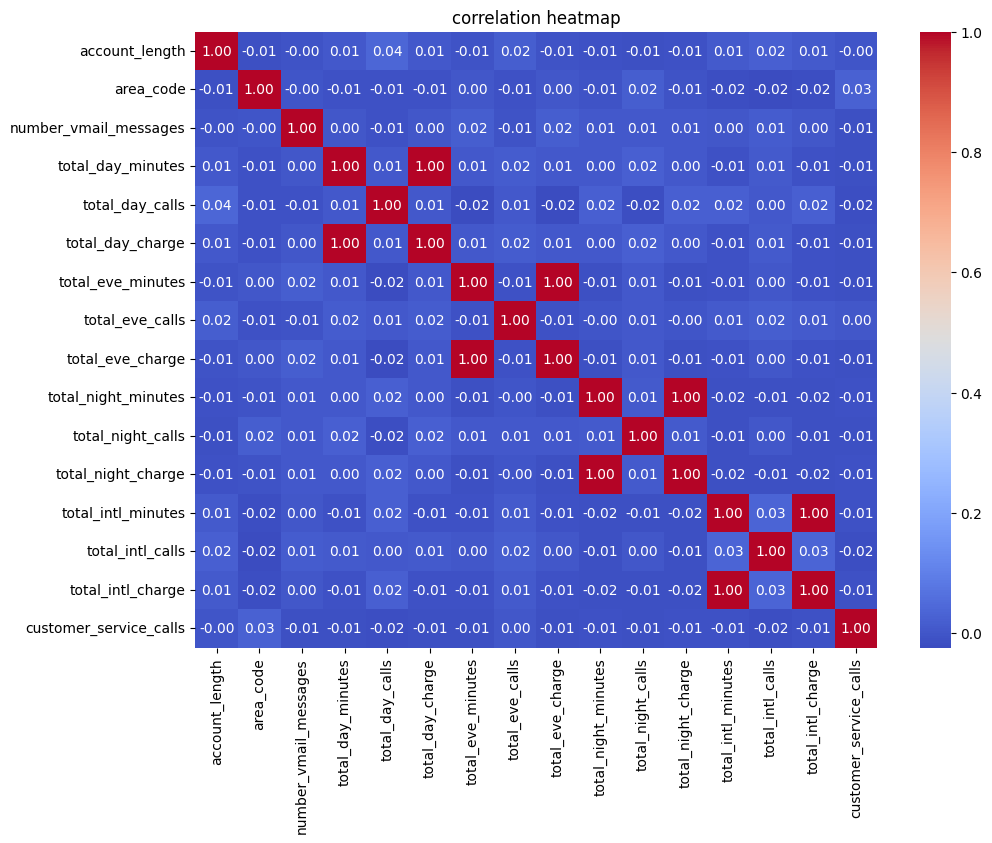 correlation heatmap
account_length 1.00 -0.01 -0.00 0.01 0.04 0.01 -0.01 0.02 -0.01 -0.01 -0.01 -0.01 0.01 0.02 0.01 -0.00
area_code -0.01 1.00 -0.00 -0.01 -0.01 -0.01 0.00 -0.01 0.00 -0.01 0.02 -0.01 -0.02 -0.02 -0.02 0.03
number_vmail_messages -0.00 -0.00 1.00 0.00 -0.01 0.00 0.02 -0.01 0.02 0.01 0.01 0.01 0.00 0.01 0.00 -0.01
total_day_minutes 0.01 -0.01 0.00 1.00 0.01 1.00 0.01 0.02 0.01 0.00 0.02 0.00 -0.01 0.01 -0.01 -0.01
total_day_calls 0.04 -0.01 -0.01 0.01 1.00 0.01 -0.02 0.01 -0.02 0.02 -0.02 0.02 0.02 0.00 0.02 -0.02
total_day_charge 0.01 -0.01 0.00 1.00 0.01 1.00 0.01 0.02 0.01 0.00 0.02 0.00 -0.01 0.01 -0.01 -0.01
total_eve_minutes -0.01 0.00 0.02 0.01 -0.02 0.01 1.00 -0.01 1.00 -0.01 0.01 -0.01 -0.01 0.00 -0.01 -0.01
total_eve_calls 0.02 -0.01 -0.01 0.02 0.01 0.02 -0.01 1.00 -0.01 -0.00 0.01 -0.00 0.01 0.02 0.01 0.00
total_eve_charge -0.01 0.00 0.02 0.01 -0.02 0.01 1.00 -0.01 1.00 -0.01 0.01 -0.01 -0.01 0.00 -0.01 -0.01
total_night_minutes -0.01 -0.01 0.01 0.00 0.02 0.00 -0.01 -0.00 -0.01 1.00 0.01 1.00 -0.02 -0.01 -0.02 -0.01
total_night_calls -0.01 0.02 0.01 0.02 -0.02 0.02 0.01 0.01 0.01 0.01 1.00 0.01 -0.01 0.00 -0.01 -0.01
total_night_charge -0.01 -0.01 0.01 0.00 0.02 0.00 -0.01 -0.00 -0.01 1.00 0.01 1.00 -0.02 -0.01 -0.02 -0.01
total_intl_minutes 0.01 -0.02 0.00 -0.01 0.02 -0.01 -0.01 0.01 -0.01 -0.02 -0.01 -0.02 1.00 0.03 1.00 -0.01
total_intl_calls 0.02 -0.02 0.01 0.01 0.00 0.01 0.00 0.02 0.00 -0.01 0.00 -0.01 0.03 1.00 0.03 -0.02
total_intl_charge 0.01 -0.02 0.00 -0.01 0.02 -0.01 -0.01 0.01 -0.01 -0.02 -0.01 -0.02 1.00 0.03 1.00 -0.01
customer_service_calls -0.00 0.03 -0.01 -0.01 -0.02 -0.01 -0.01 0.00 -0.01 -0.01 -0.01 -0.01 -0.01 -0.02 -0.01 1.00
account_length
area_code
number_vmail_messages
total_day_minutes
total_day_calls
total_day_charge
total_eve_minutes
total_eve_calls
total_eve_charge
total_night_minutes
total_night_calls
total_night_charge
total_intl_minutes
total_intl_calls
total_intl_charge
customer_service_calls
1.0
0.8
0.6
0.4
0.2
0.0